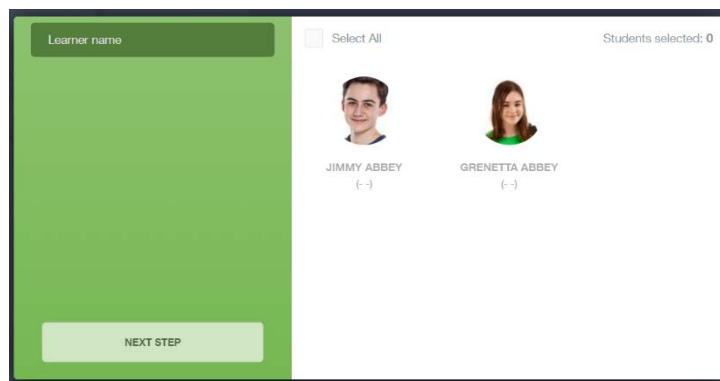 Learner name
Select All
Students selected: 0
JIMMY ABBEY
(- -)
GRENETTA ABBEY
(- -)
NEXT STEP